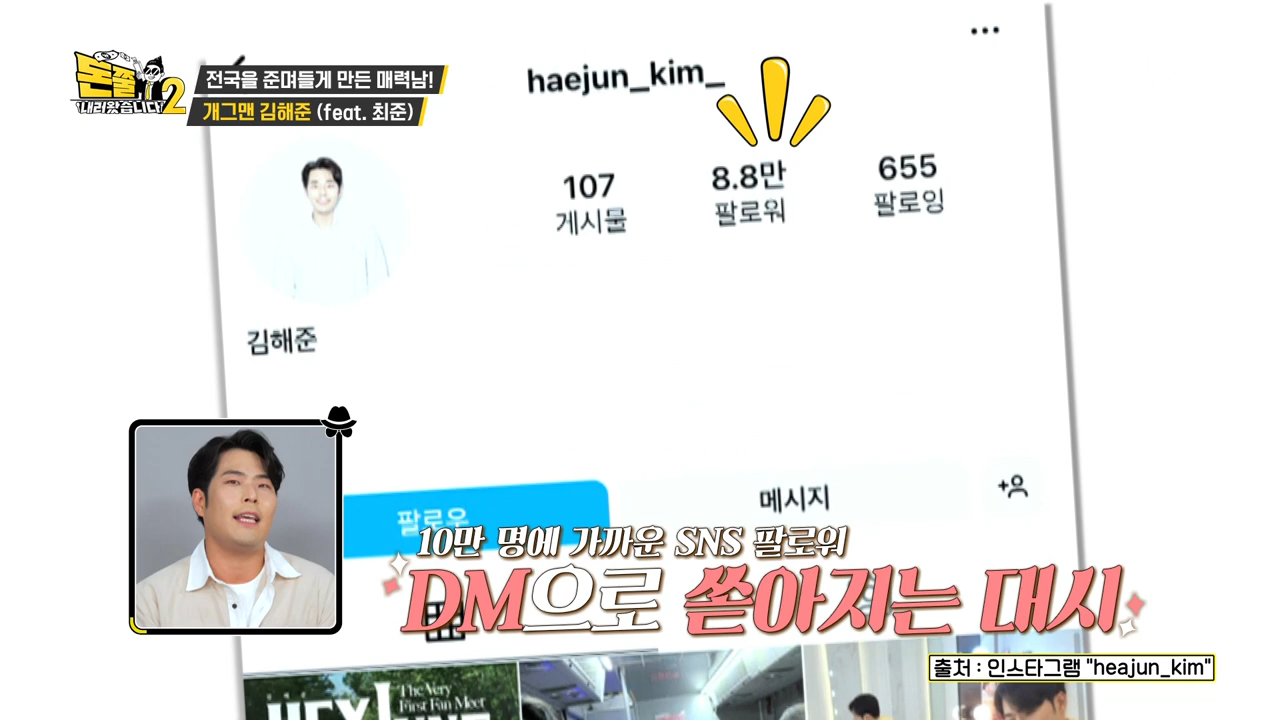 돈쭐
내러왔습니다 2
전국을 준며들게 만든 매력남!
개그맨 김해준 (feat. 최준)
haejun_kim_
107
게시물
8.8만
팔로워
655
팔로잉
김해준
팔로우
메시지
10만 명에 가까운 SNS 팔로워
DM으로 쏟아지는 대시
The Very
First Fan Meet
출처 : 인스타그램 "heajun_kim"